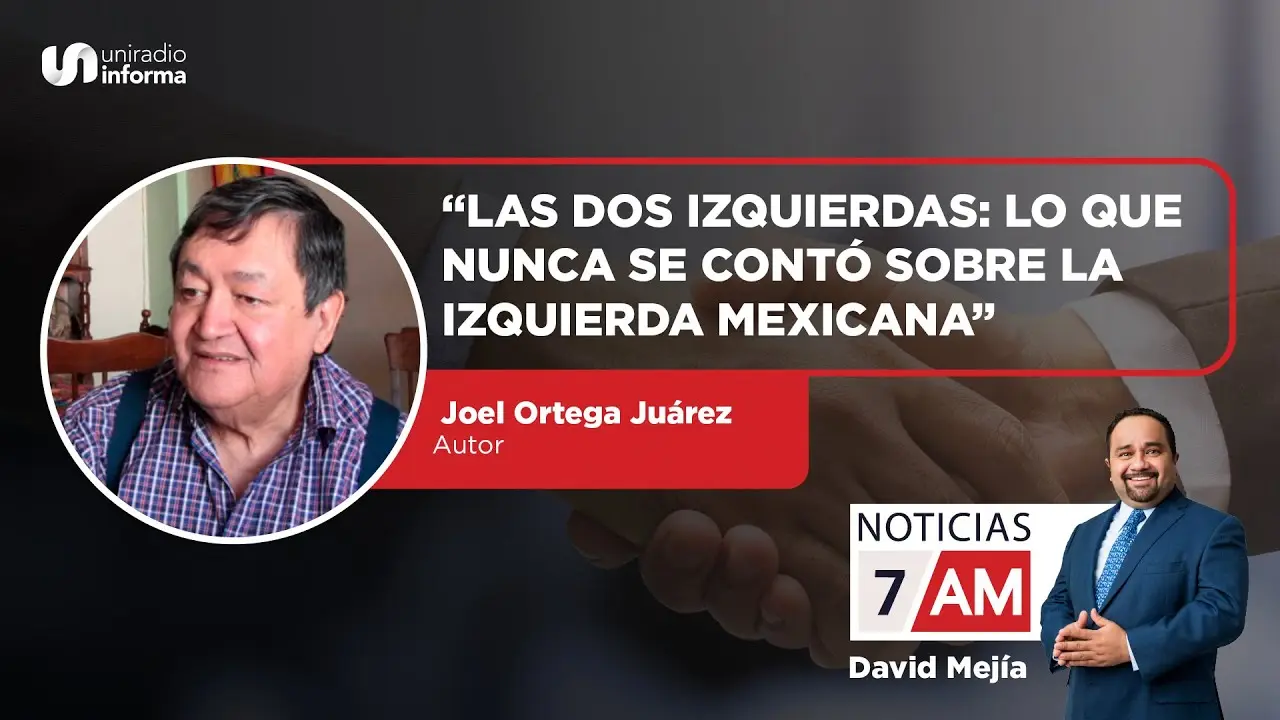 uniradio
informa
“LAS DOS IZQUIERDAS: LO QUE
NUNCA SE CONTÓ SOBRE LA
IZQUIERDA MEXICANA”
Joel Ortega Juárez
Autor
NOTICIAS
7/AM
David Mejía